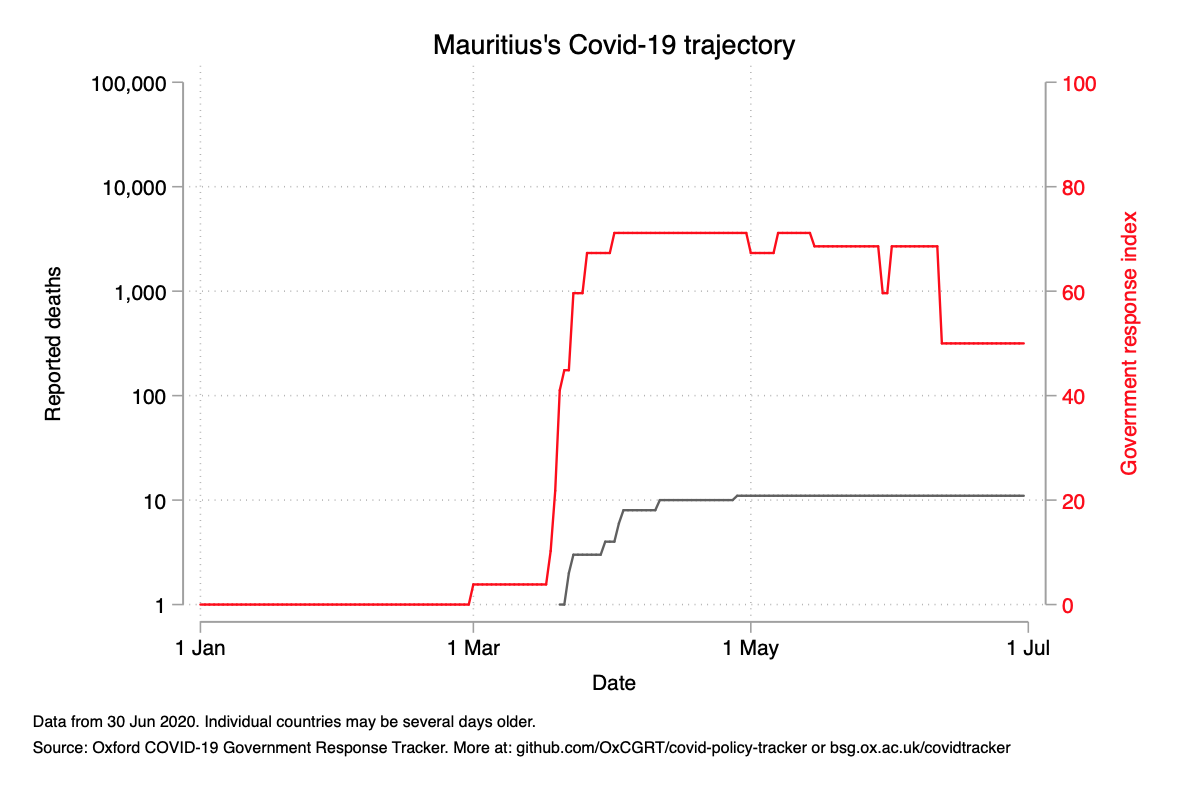 Mauritius's Covid-19 trajectory
100,000
10,000
1,000
100
10
1
Reported deaths
100
80
60
40
20
0
Government response index
1 Jan
1 Mar
1 May
1 Jul
Date
Data from 30 Jun 2020. Individual countries may be several days older.
Source: Oxford COVID-19 Government Response Tracker. More at: github.com/OxCGRT/covid-policy-tracker or bsg.ox.ac.uk/covidtracker